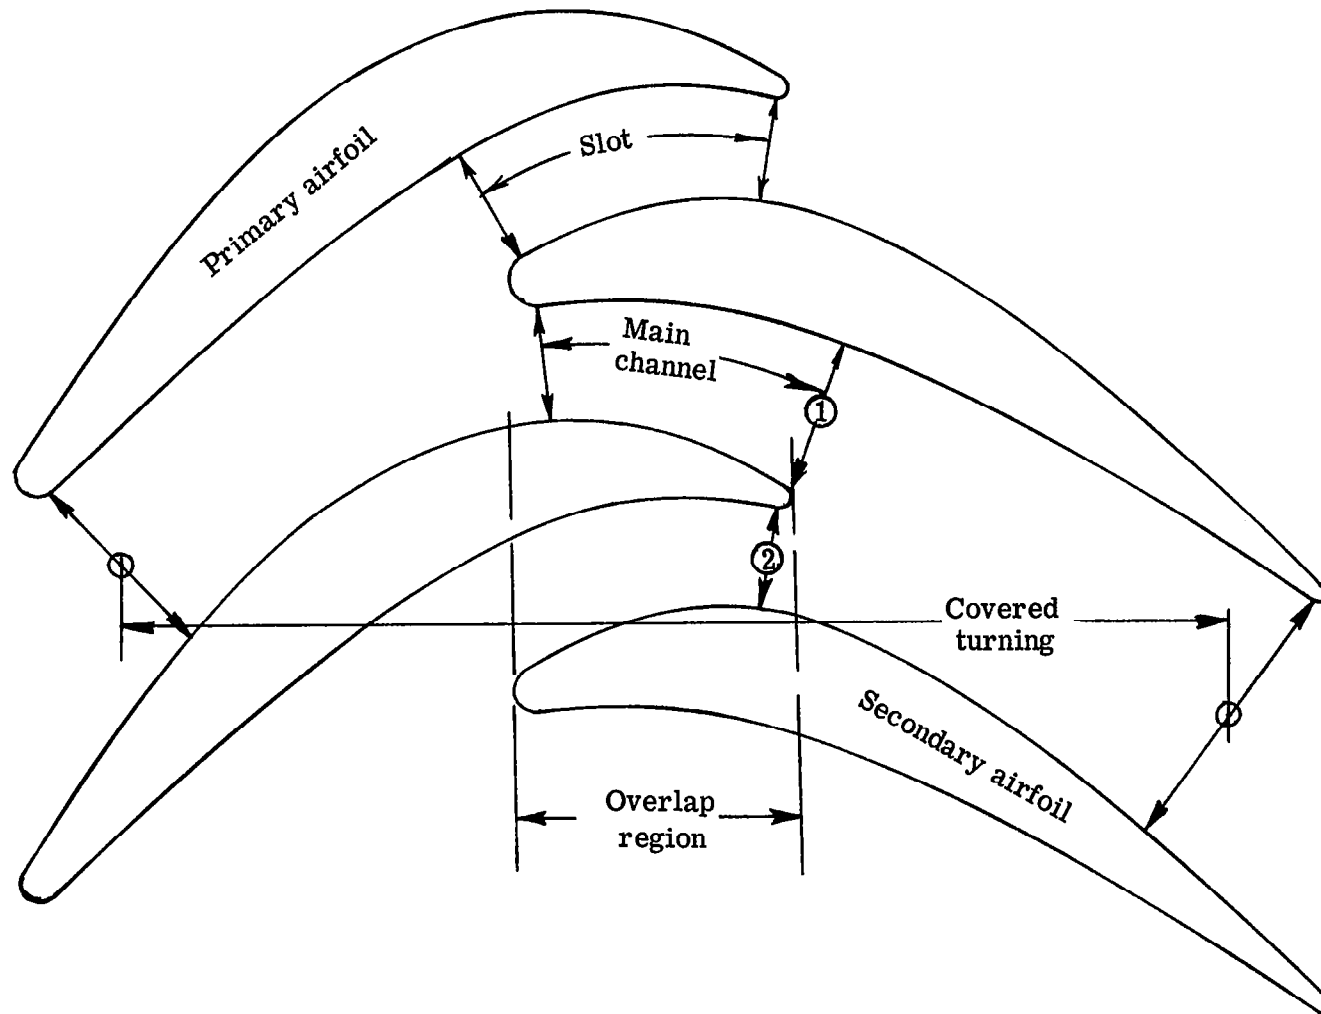 Primary airfoil
Slot
Main
channel
①
②
Covered
turning
Secondary airfoil
Overlap
region